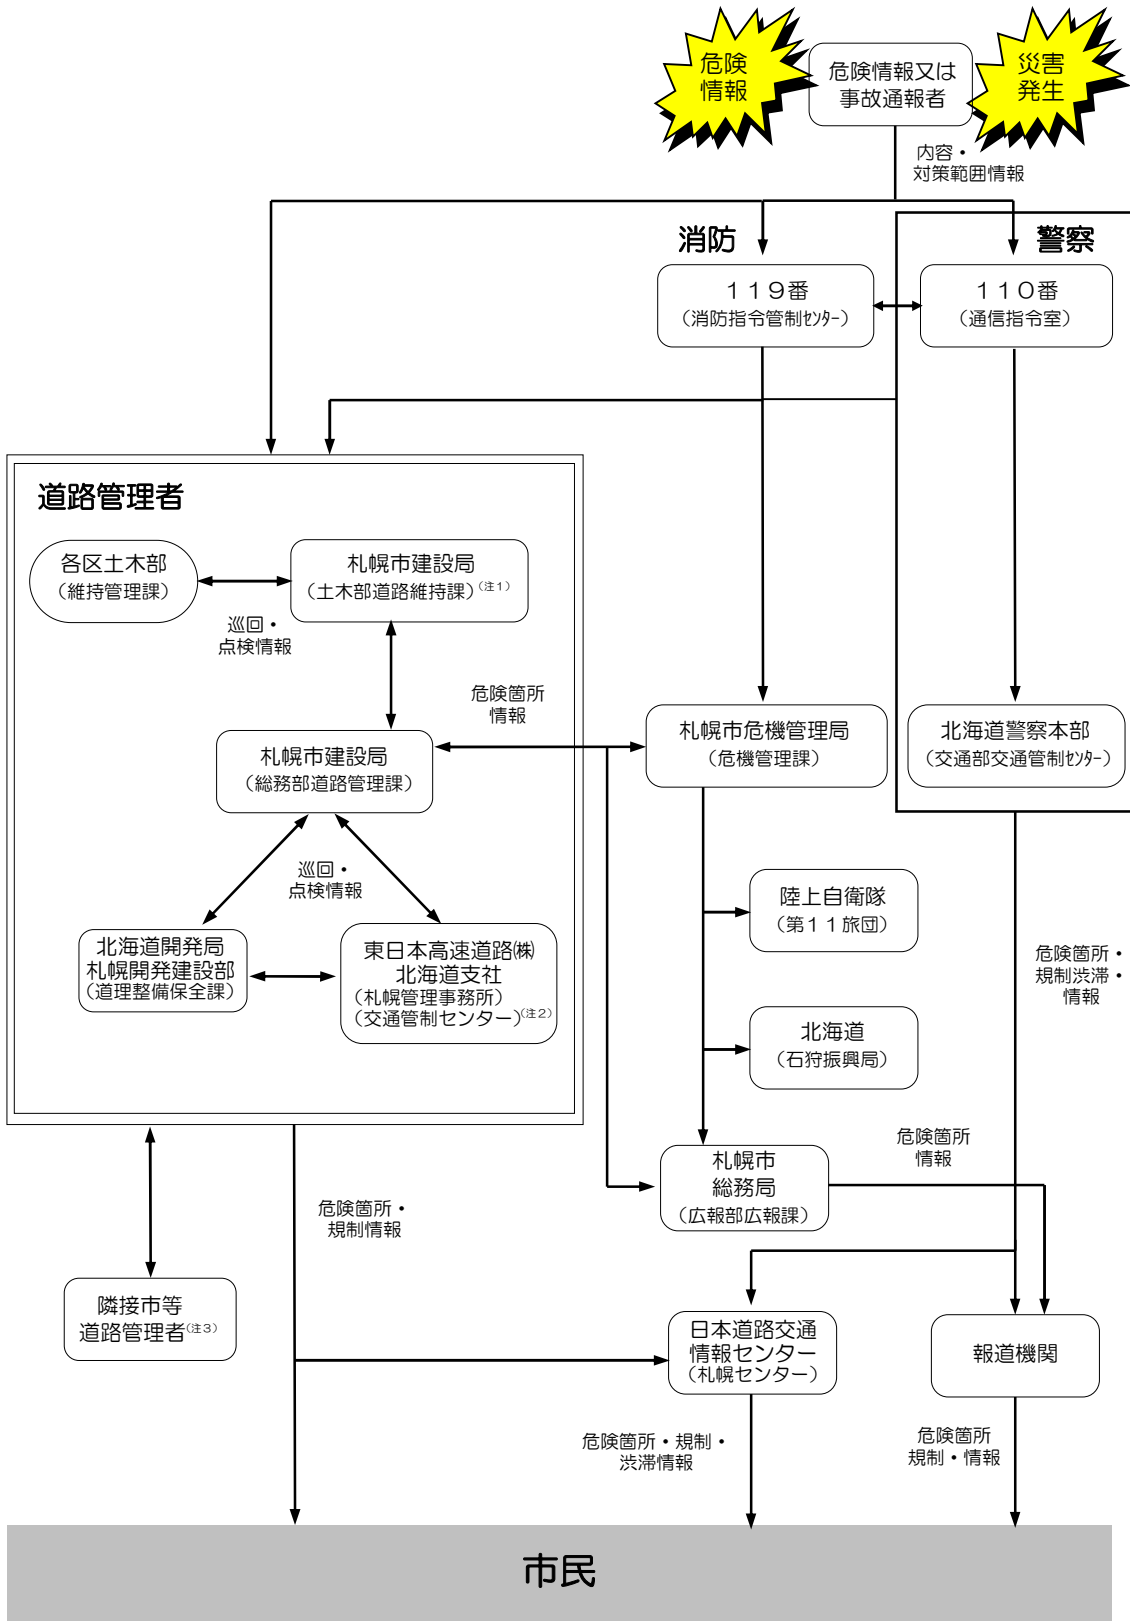 危険
情報
危険情報又は
事故通報者
災害
発生
内容・
対策範囲情報
消防
警察
119番
(消防指令管制ｾﾝﾀｰ)
110番
(通信指令室)
道路管理者
各区土木部
(維持管理課)
札幌市建設局
(土木部道路維持課)(注1)
巡回・
点検情報
危険箇所
情報
札幌市建設局
(総務部道路管理課)
札幌市危機管理局
(危機管理課)
北海道警察本部
(交通部交通管制ｾﾝﾀｰ)
巡回・
点検情報
北海道開発局
札幌開発建設部
(道理整備保全課)
東日本高速道路㈱
北海道支社
(札幌管理事務所)
(交通管制センター)(注2)
陸上自衛隊
(第11旅団)
危険箇所・
規制渋滞・
情報
北海道
(石狩振興局)
札幌市
総務局
(広報部広報課)
危険箇所
情報
危険箇所・
規制情報
隣接市等
道路管理者(注3)
日本道路交通
情報センター
(札幌センター)
報道機関
危険箇所・規制・
渋滞情報
危険箇所
規制・情報
市民